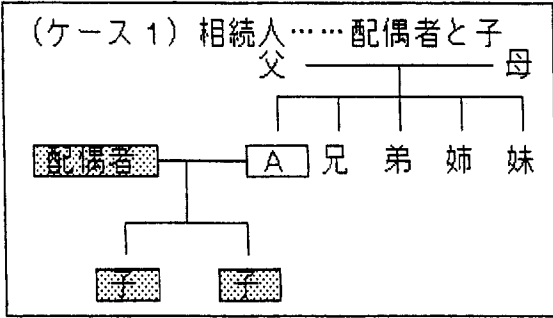 (ケース1) 相続人……配偶者と子
父 母
配偶者 A 兄 弟 姉 妹
子 子